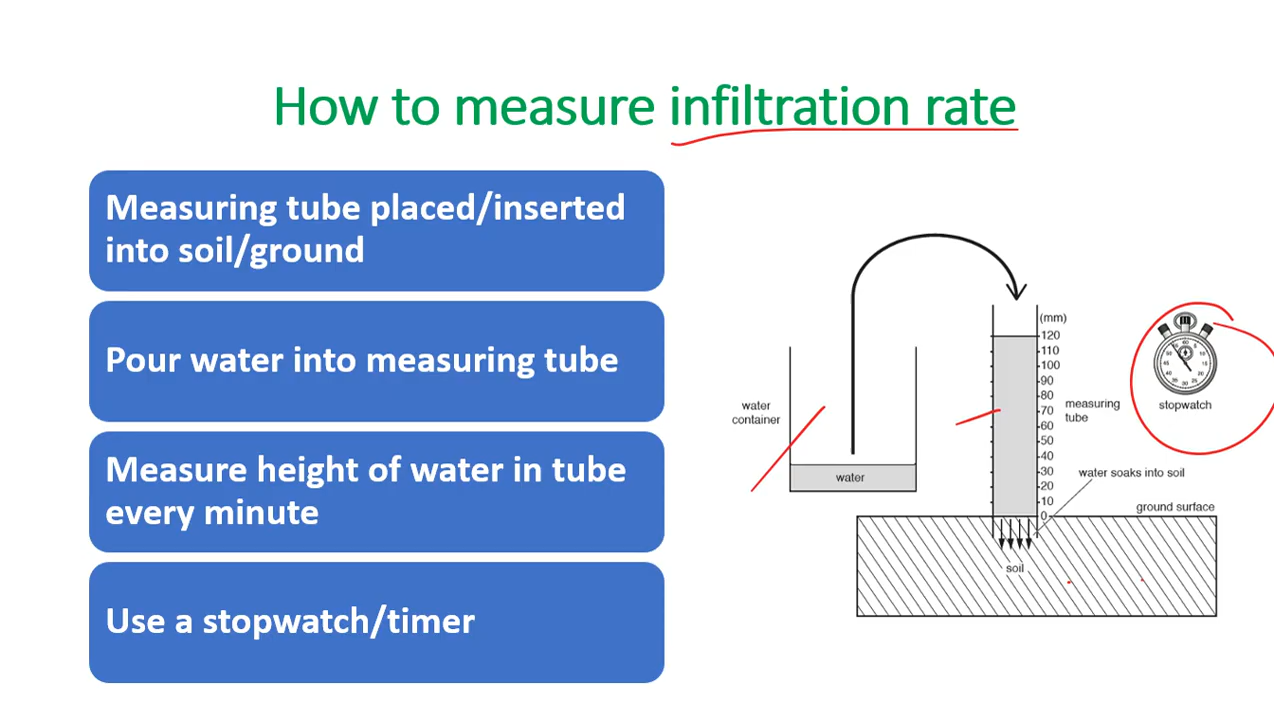 How to measure infiltration rate
Measuring tube placed/inserted
into soil/ground
Pour water into measuring tube
Measure height of water in tube
every minute
Use a stopwatch/timer
water
container
water
(mm)
120
110
100
90
80
70
60
50
40
30
20
10
0
measuring
tube
stopwatch
water soaks into soil
ground surface
soil